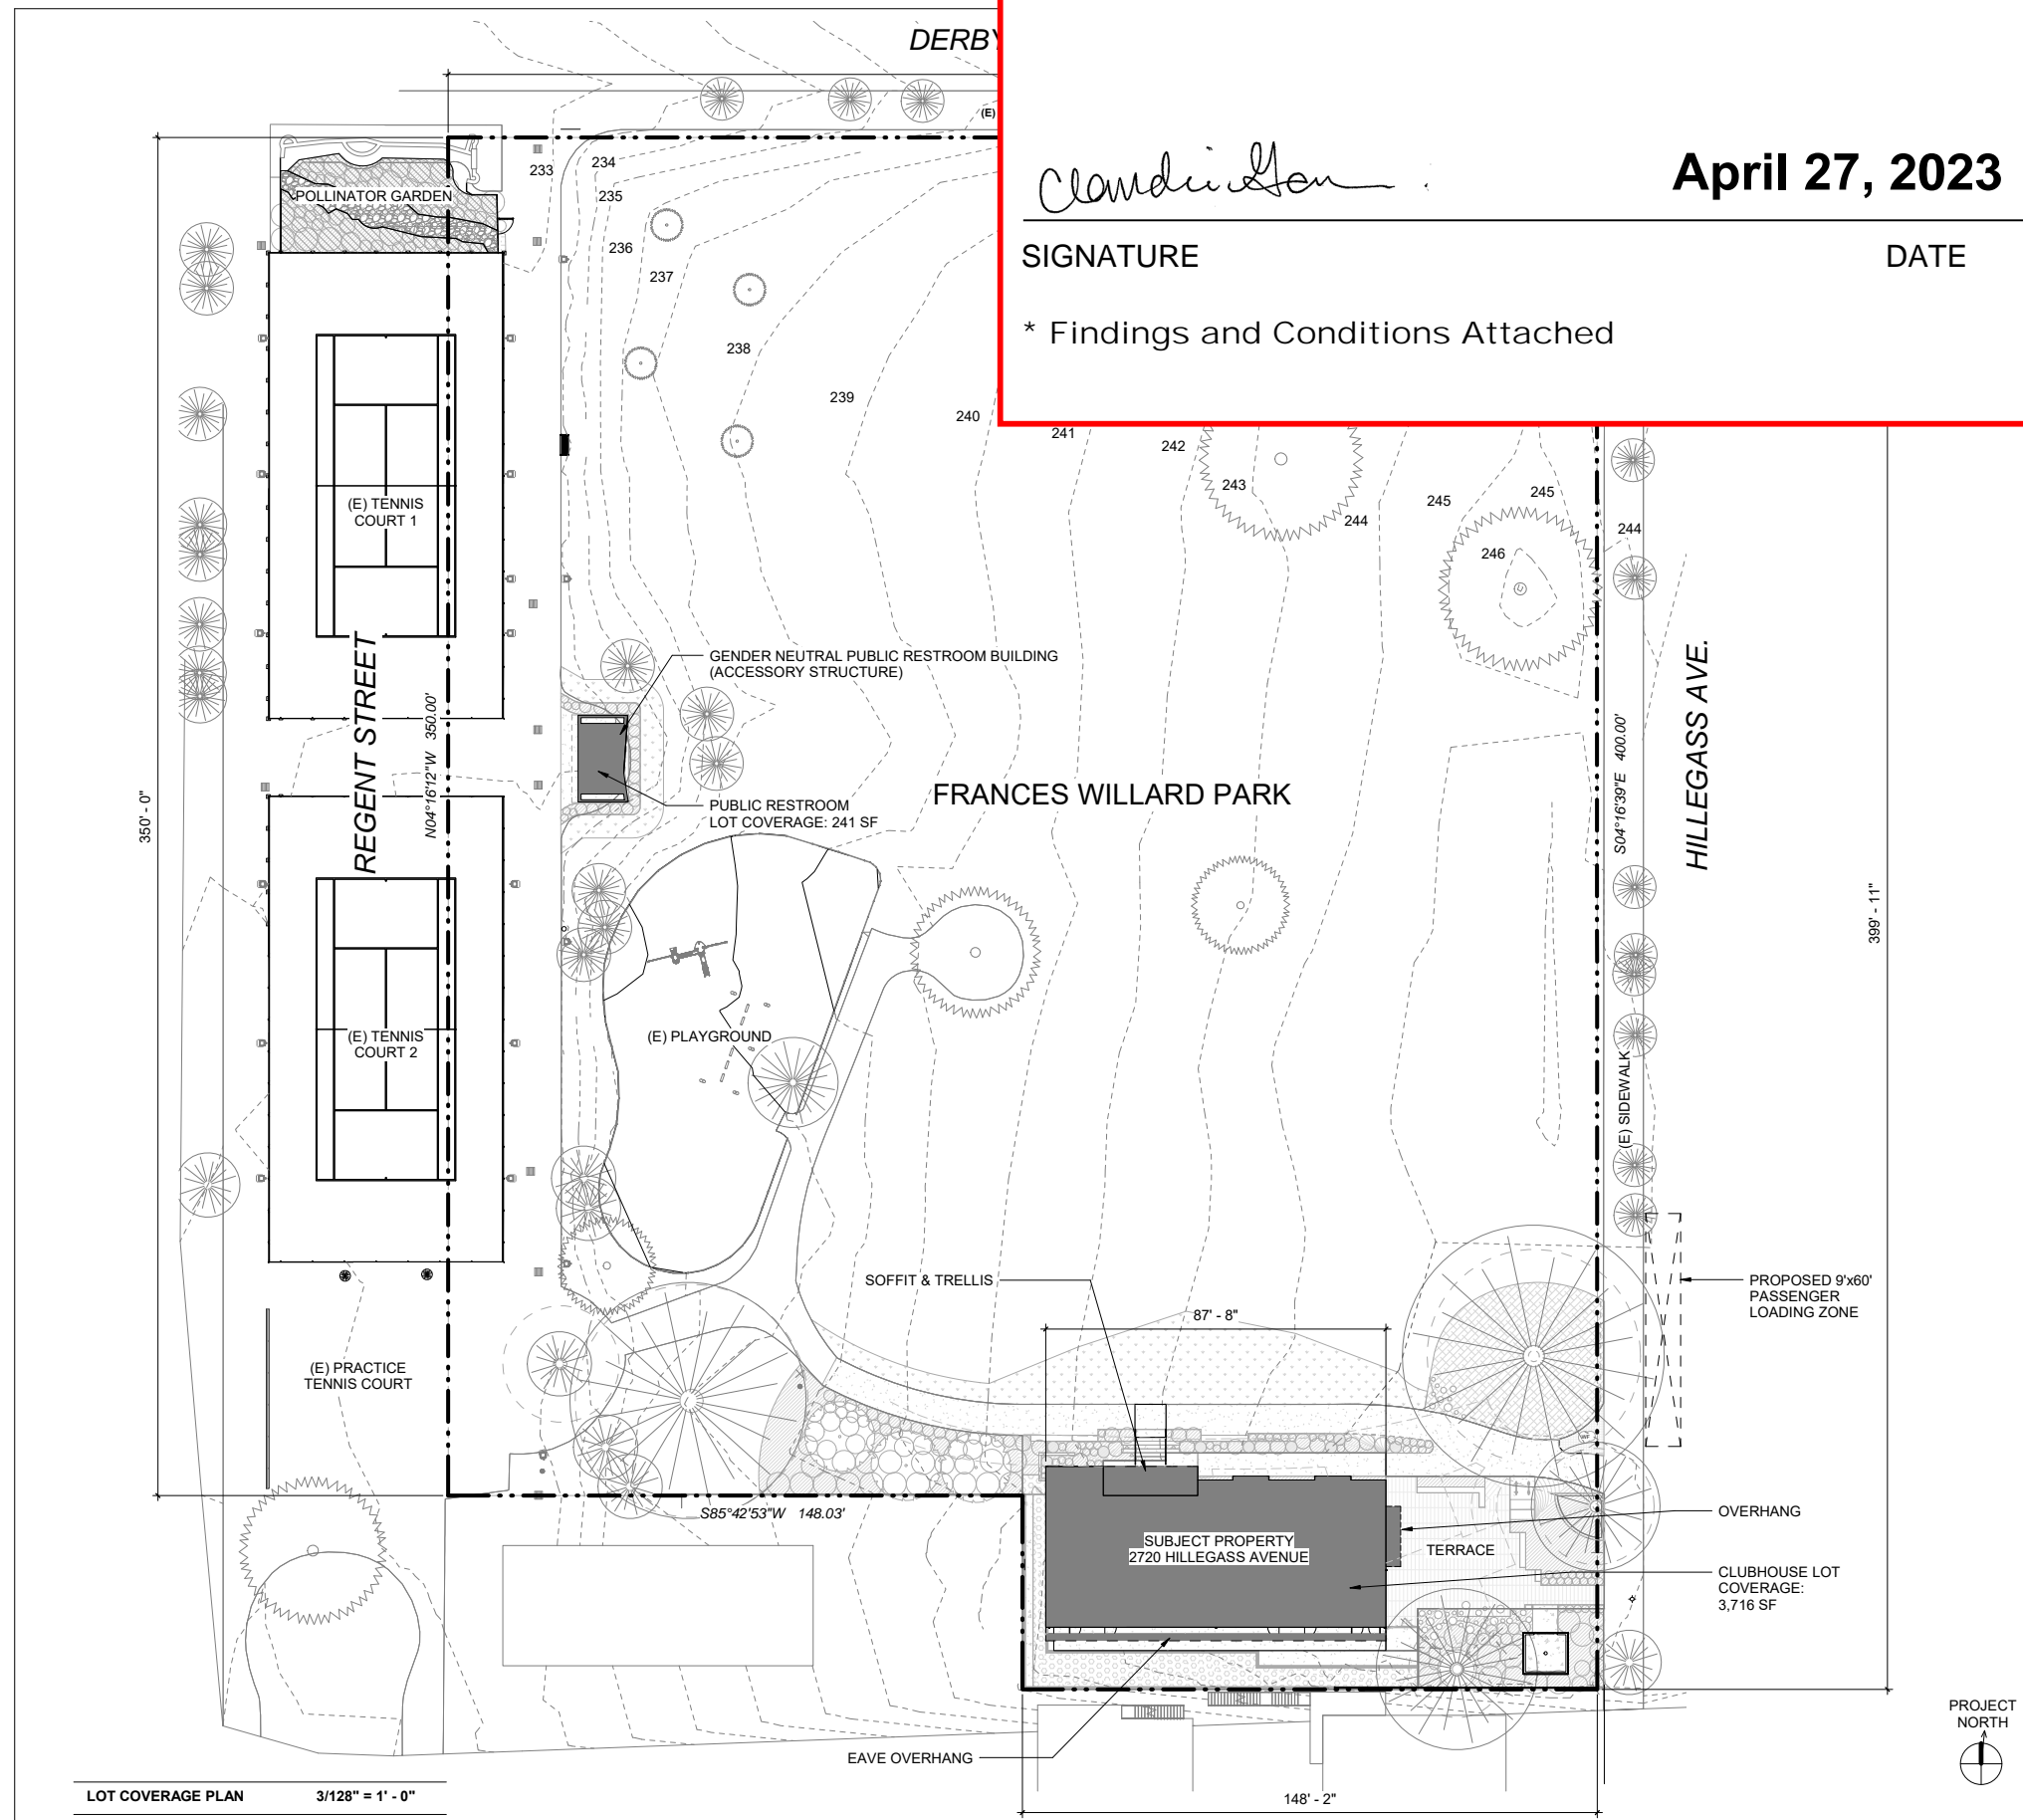 DERBY
(E)
April 27, 2023
SIGNATURE
DATE
* Findings and Conditions Attached
POLLINATOR GARDEN
233
234
235
236
237
238
239
240
241
242
243
244
245
245
246
244
(E) TENNIS
COURT 1
REGENT STREET
N04°16'12"W 350.00'
350' - 0"
GENDER NEUTRAL PUBLIC RESTROOM BUILDING
(ACCESSORY STRUCTURE)
PUBLIC RESTROOM
LOT COVERAGE: 241 SF
FRANCES WILLARD PARK
S04°16'39"E 400.00'
HILLEGASS AVE.
399' - 11"
(E) TENNIS
COURT 2
(E) PLAYGROUND
(E) SIDEWALK
SOFFIT & TRELLIS
87' - 8"
PROPOSED 9'x60'
PASSENGER
LOADING ZONE
(E) PRACTICE
TENNIS COURT
S85°42'53"W 148.03'
SUBJECT PROPERTY
2720 HILLEGASS AVENUE
TERRACE
OVERHANG
CLUBHOUSE LOT
COVERAGE:
3,716 SF
EAVE OVERHANG
148' - 2"
PROJECT
NORTH
LOT COVERAGE PLAN 3/128" = 1' - 0"